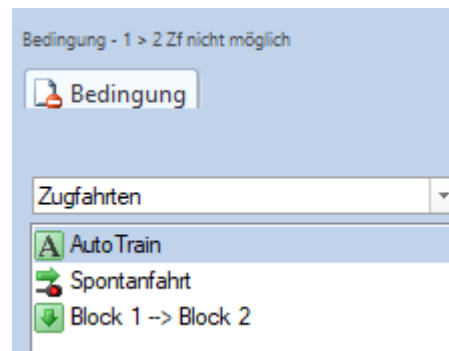 Bedingung - 1 > 2 Zf nicht möglich
Bedingung
Zugfahrten
A AutoTrain
Spontanfahrt
Block 1 --> Block 2